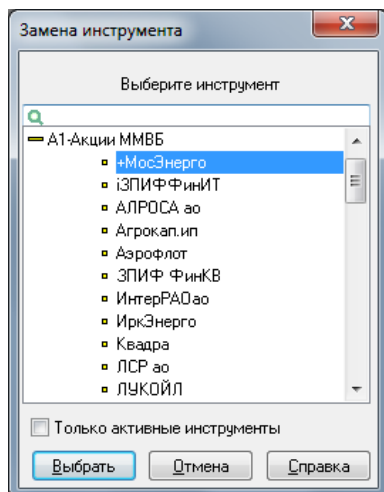 Замена инструмента
Выберите инструмент
А1-Акции ММВБ
+МосЭнерго
iЗПИФФинИТ
АЛРОСА ао
Агрокап.ип
Аэрофлот
ЗПИФ ФинКВ
ИнтерРАОао
ИркЭнерго
Квадра
ЛСР ао
ЛУКОЙЛ
Только активные инструменты
Выбрать Отмена Справка